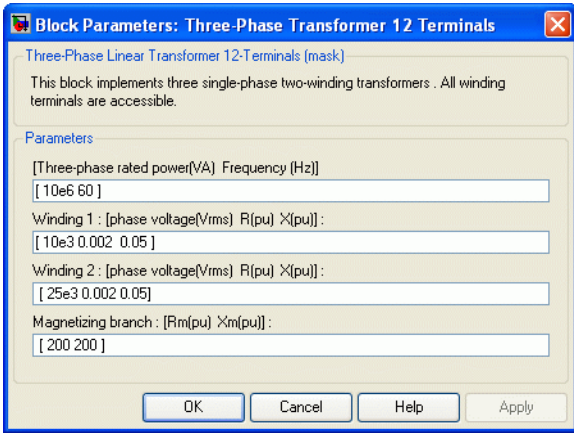 Block Parameters: Three-Phase Transformer 12 Terminals
Three-Phase Linear Transformer 12-Terminals (mask)
This block implements three single-phase two-winding transformers . All winding
terminals are accessible.
Parameters
[Three-phase rated power(VA)  Frequency (Hz)]
[ 10e6 60 ]
Winding 1 : [phase voltage(Vrms)  R(pu)  X(pu)] :
[ 10e3 0.002  0.05 ]
Winding 2 : [phase voltage(Vrms)  R(pu)  X(pu)] :
[ 25e3 0.002 0.05]
Magnetizing branch : [Rm(pu)  Xm(pu)] :
[ 200 200 ]
OK Cancel Help Apply